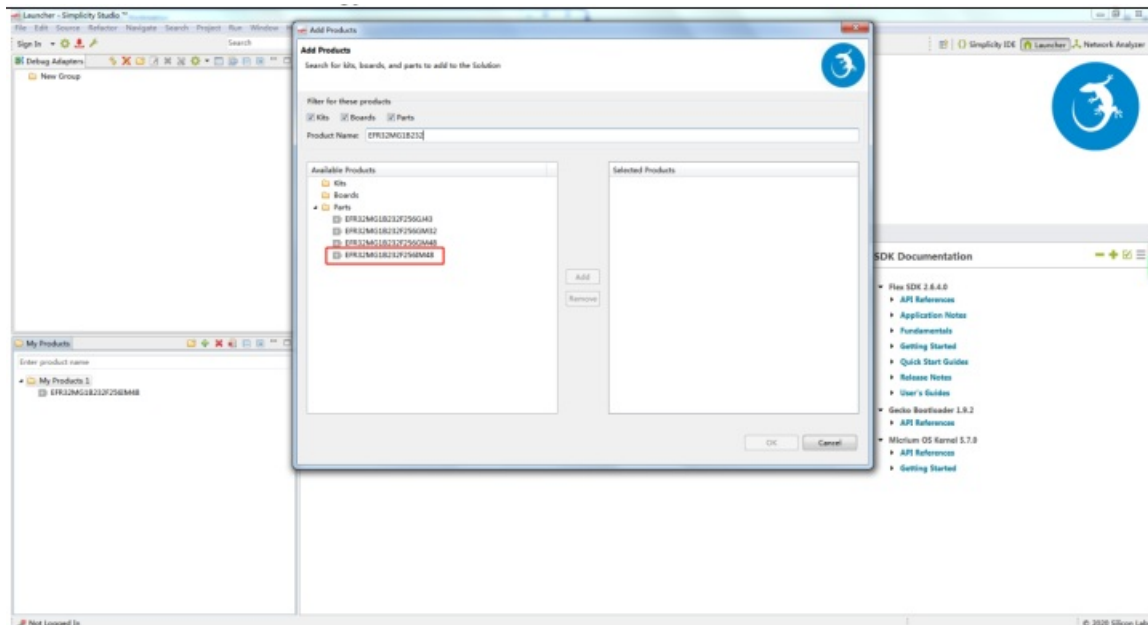 Launcher - Simplicity Studio ™
File Edit Source Refactor Navigate Search Project Run Window
Sign In
Search
Simplicity IDE
Launcher
Network Analyzer
Debug Adapters
New Group
Add Products
Add Products
Search for kits, boards, and parts to add to the Solution
Filter for these products
Kits Boards Parts
Product Name: EFR32MG1B232
Available Products
Kits
Boards
Parts
EFR32MG1B232F256GJ43
EFR32MG1B232F256GM32
EFR32MG1B232F256GM48
EFR32MG1B232F256IM48
Add
Remove
Selected Products
OK Cancel
My Products
Enter product name
My Products 1
EFR32MG1B232F256IM48
SDK Documentation
Flex SDK 2.6.4.0
API References
Application Notes
Fundamentals
Getting Started
Quick Start Guides
Release Notes
User's Guides
Gecko Bootloader 1.9.2
API References
Micrium OS Kernel 5.7.0
API References
Getting Started
Not Logged In
© 2020 Silicon Lab